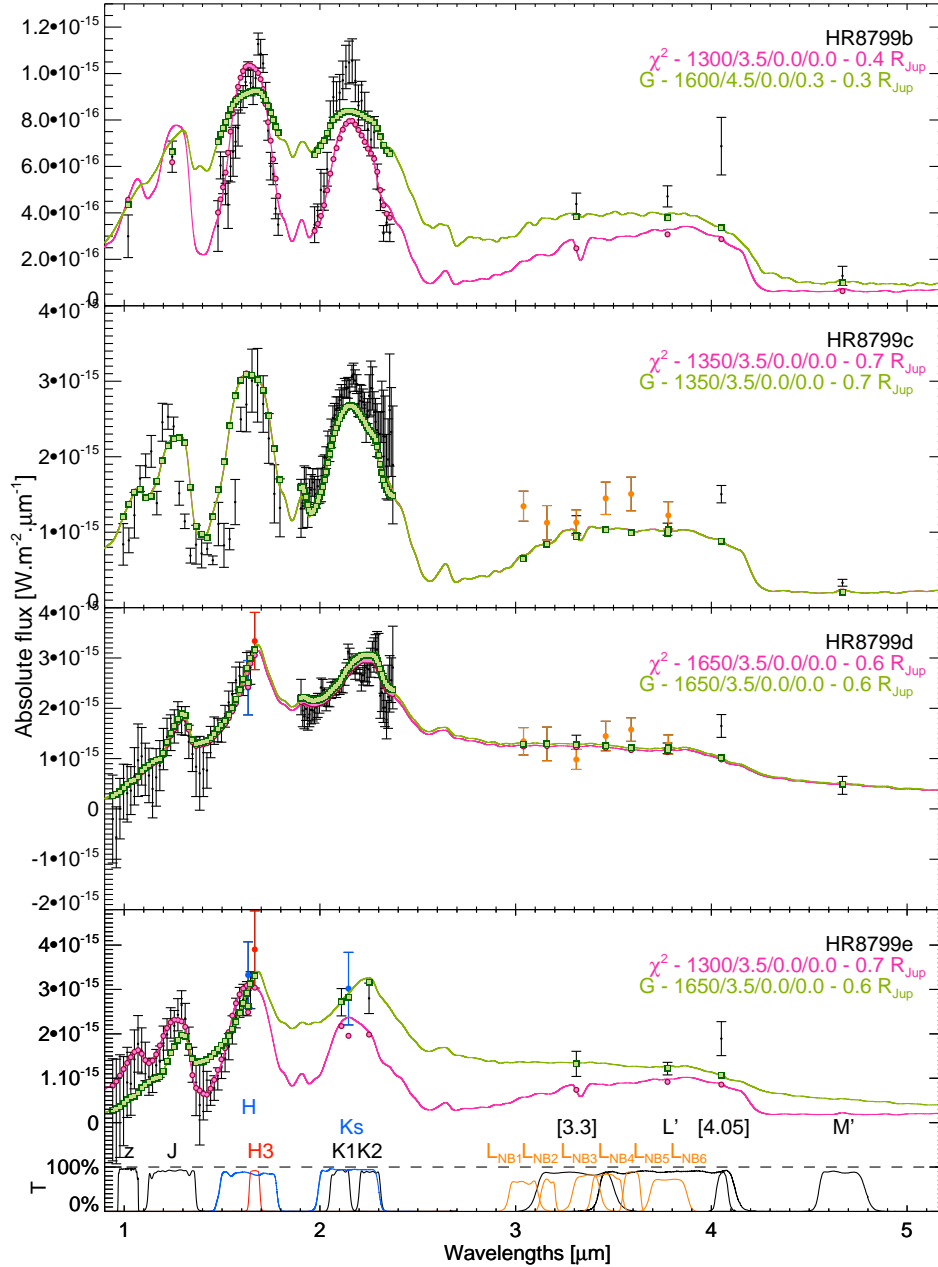 1.2•10⁻¹⁵
1.0•10⁻¹⁵
8.0•10⁻¹⁶
6.0•10⁻¹⁶
4.0•10⁻¹⁶
2.0•10⁻¹⁶
0
HR8799b
χ² - 1300/3.5/0.0/0.0 - 0.4 R_Jup
G - 1600/4.5/0.0/0.3 - 0.3 R_Jup
4•10⁻¹⁵
3•10⁻¹⁵
2•10⁻¹⁵
1•10⁻¹⁵
0
HR8799c
χ² - 1350/3.5/0.0/0.0 - 0.7 R_Jup
G - 1350/3.5/0.0/0.0 - 0.7 R_Jup
Absolute flux [W.m⁻².μm⁻¹]
4•10⁻¹⁵
3•10⁻¹⁵
2•10⁻¹⁵
1•10⁻¹⁵
0
-1•10⁻¹⁵
-2•10⁻¹⁵
HR8799d
χ² - 1650/3.5/0.0/0.0 - 0.6 R_Jup
G - 1650/3.5/0.0/0.0 - 0.6 R_Jup
4•10⁻¹⁵
3•10⁻¹⁵
2•10⁻¹⁵
1•10⁻¹⁵
0
HR8799e
χ² - 1300/3.5/0.0/0.0 - 0.7 R_Jup
G - 1650/3.5/0.0/0.0 - 0.6 R_Jup
H
Ks
[3.3] L' [4.05] M'
z J H3 K1K2 L_NB1 L_NB2 L_NB3 L_NB4 L_NB5 L_NB6
100%
0%
T
1 2 3 4 5
Wavelengths [μm]